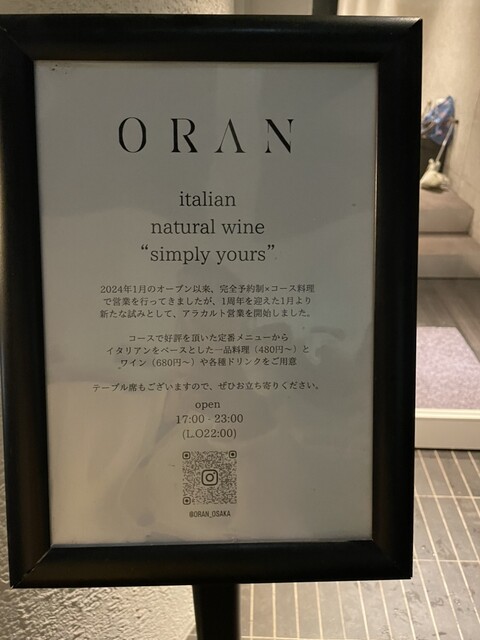 ORAN
italian
natural wine
“simply yours”
2024年1月のオープン以来、完全予約制×コース料理
で営業を行ってきましたが、1周年を迎えた1月より
新たな試みとして、アラカルト営業を開始しました。
コースで好評を頂いた定番メニューから
イタリアンをベースとした一品料理（480円〜）と
ワイン（680円〜）や各種ドリンクをご用意
テーブル席もございますので、ぜひお立ち寄りください。
open
17:00 - 23:00
(L.O22:00)
@ORAN_OSAKA